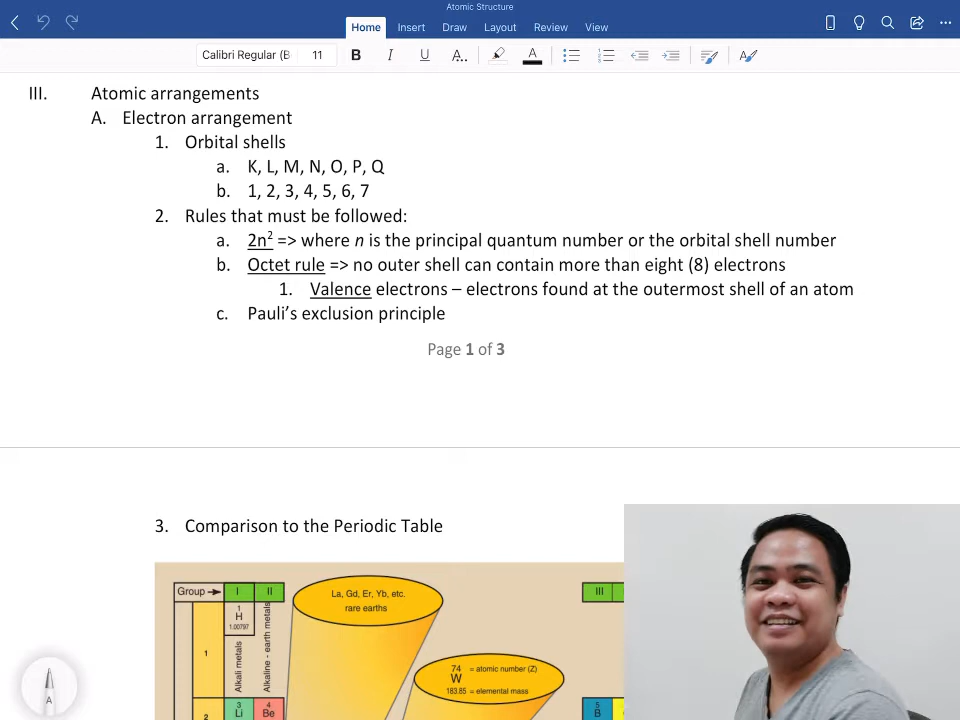 Atomic Structure
Home Insert Draw Layout Review View
Calibri Regular (B 11 B I U A.. A A
III. Atomic arrangements
A. Electron arrangement
1. Orbital shells
a. K, L, M, N, O, P, Q
b. 1, 2, 3, 4, 5, 6, 7
2. Rules that must be followed:
a. 2n² => where n is the principal quantum number or the orbital shell number
b. Octet rule => no outer shell can contain more than eight (8) electrons
1. Valence electrons – electrons found at the outermost shell of an atom
c. Pauli's exclusion principle
Page 1 of 3
3. Comparison to the Periodic Table
Group I II
La, Gd, Er, Yb, etc.
rare earths
III
1
H
1.00797
1
Alkali metals
Alkaline - earth metals
74 = atomic number (Z)
W
183.85 = elemental mass
2
3
Li
4
Be
5
B
A